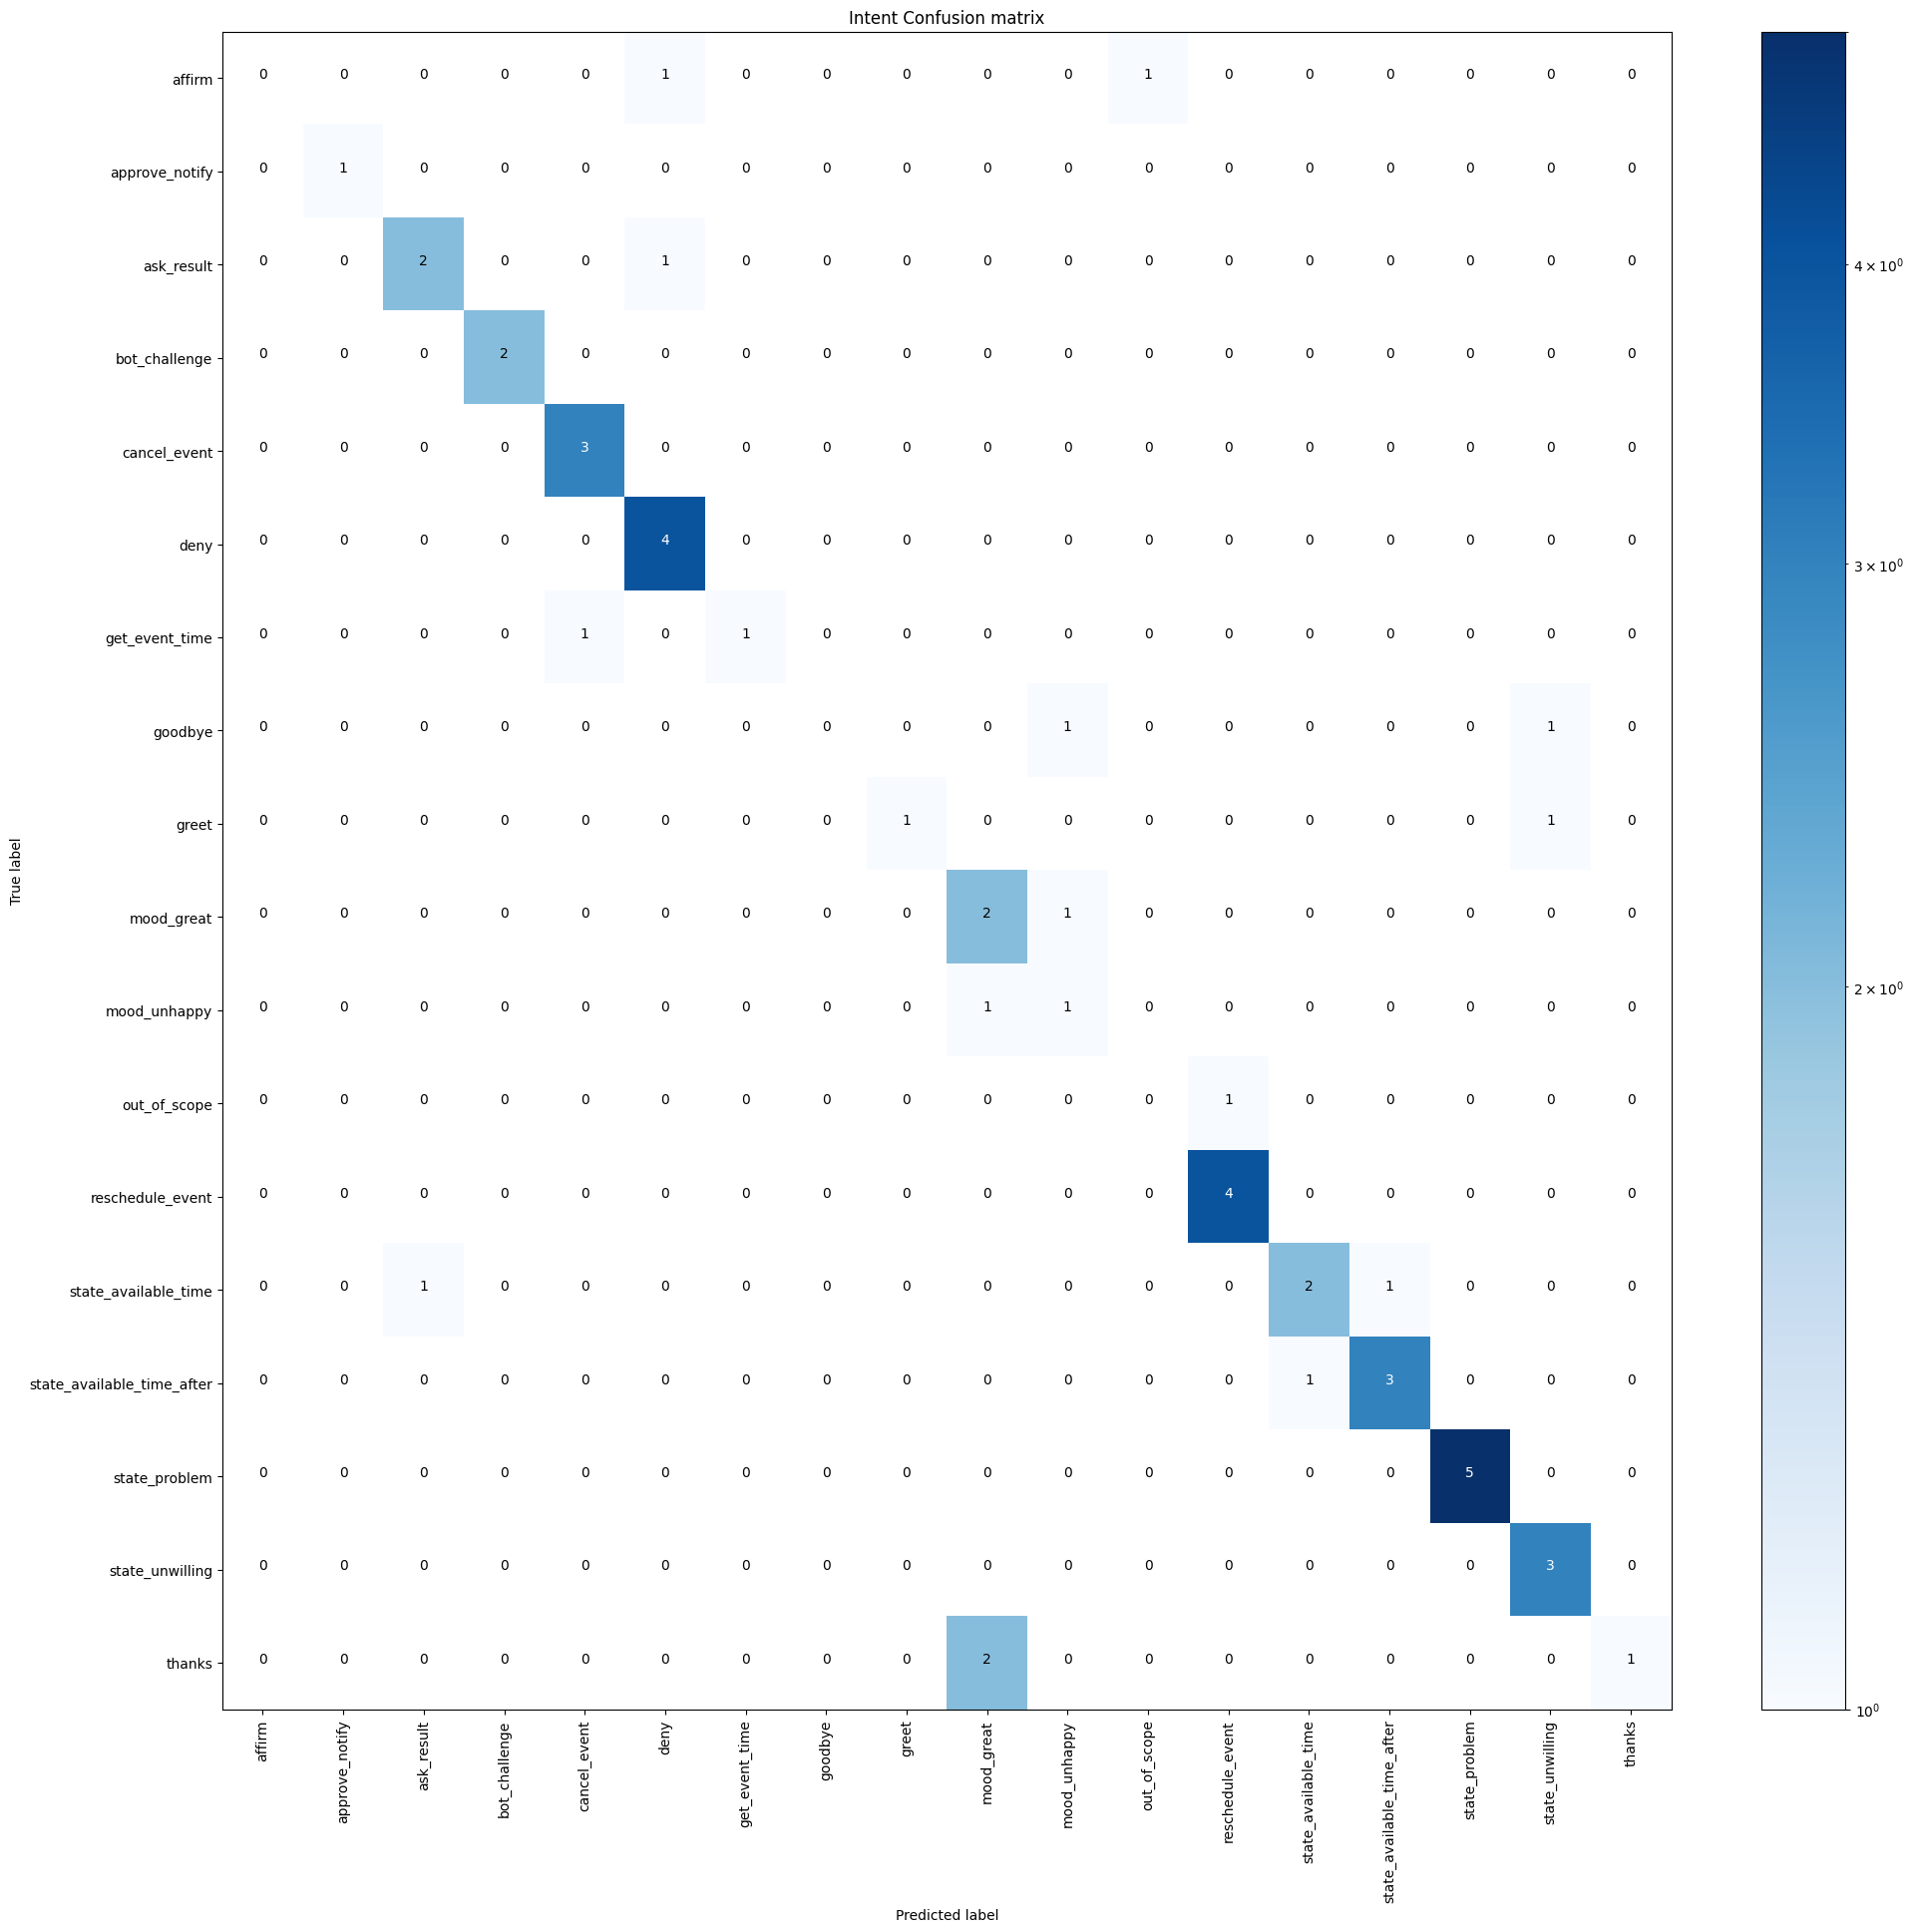 Intent Confusion matrix
affirm 0 0 0 0 0 1 0 0 0 0 0 1 0 0 0 0 0 0
approve_notify 0 1 0 0 0 0 0 0 0 0 0 0 0 0 0 0 0 0
ask_result 0 0 2 0 0 1 0 0 0 0 0 0 0 0 0 0 0 0
4 × 10⁰
bot_challenge 0 0 0 2 0 0 0 0 0 0 0 0 0 0 0 0 0 0
cancel_event 0 0 0 0 3 0 0 0 0 0 0 0 0 0 0 0 0 0
deny 0 0 0 0 0 4 0 0 0 0 0 0 0 0 0 0 0 0
3 × 10⁰
get_event_time 0 0 0 0 1 0 1 0 0 0 0 0 0 0 0 0 0 0
goodbye 0 0 0 0 0 0 0 0 0 0 1 0 0 0 0 0 1 0
greet 0 0 0 0 0 0 0 0 1 0 0 0 0 0 0 0 1 0
True label
mood_great 0 0 0 0 0 0 0 0 0 2 1 0 0 0 0 0 0 0
2 × 10⁰
mood_unhappy 0 0 0 0 0 0 0 0 0 1 1 0 0 0 0 0 0 0
out_of_scope 0 0 0 0 0 0 0 0 0 0 0 0 1 0 0 0 0 0
reschedule_event 0 0 0 0 0 0 0 0 0 0 0 0 4 0 0 0 0 0
state_available_time 0 0 1 0 0 0 0 0 0 0 0 0 0 2 1 0 0 0
state_available_time_after 0 0 0 0 0 0 0 0 0 0 0 0 0 1 3 0 0 0
state_problem 0 0 0 0 0 0 0 0 0 0 0 0 0 0 0 5 0 0
state_unwilling 0 0 0 0 0 0 0 0 0 0 0 0 0 0 0 0 3 0
thanks 0 0 0 0 0 0 0 0 0 2 0 0 0 0 0 0 0 1
10⁰
affirm
approve_notify
ask_result
bot_challenge
cancel_event
deny
get_event_time
goodbye
greet
mood_great
mood_unhappy
out_of_scope
reschedule_event
state_available_time
state_available_time_after
state_problem
state_unwilling
thanks
Predicted label